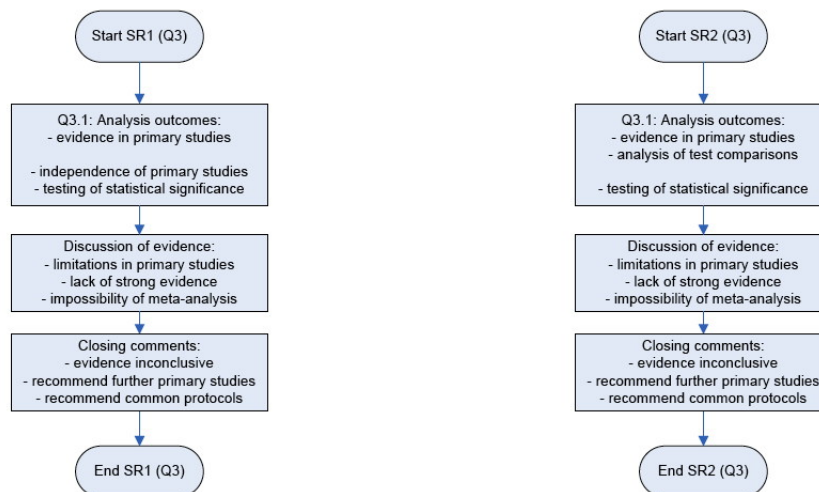 Start SR1 (Q3)
Q3.1: Analysis outcomes:
- evidence in primary studies
- independence of primary studies
- testing of statistical significance
Discussion of evidence:
- limitations in primary studies
- lack of strong evidence
- impossibility of meta-analysis
Closing comments:
- evidence inconclusive
- recommend further primary studies
- recommend common protocols
End SR1 (Q3)
Start SR2 (Q3)
Q3.1: Analysis outcomes:
- evidence in primary studies
- analysis of test comparisons
- testing of statistical significance
Discussion of evidence:
- limitations in primary studies
- lack of strong evidence
- impossibility of meta-analysis
Closing comments:
- evidence inconclusive
- recommend further primary studies
- recommend common protocols
End SR2 (Q3)